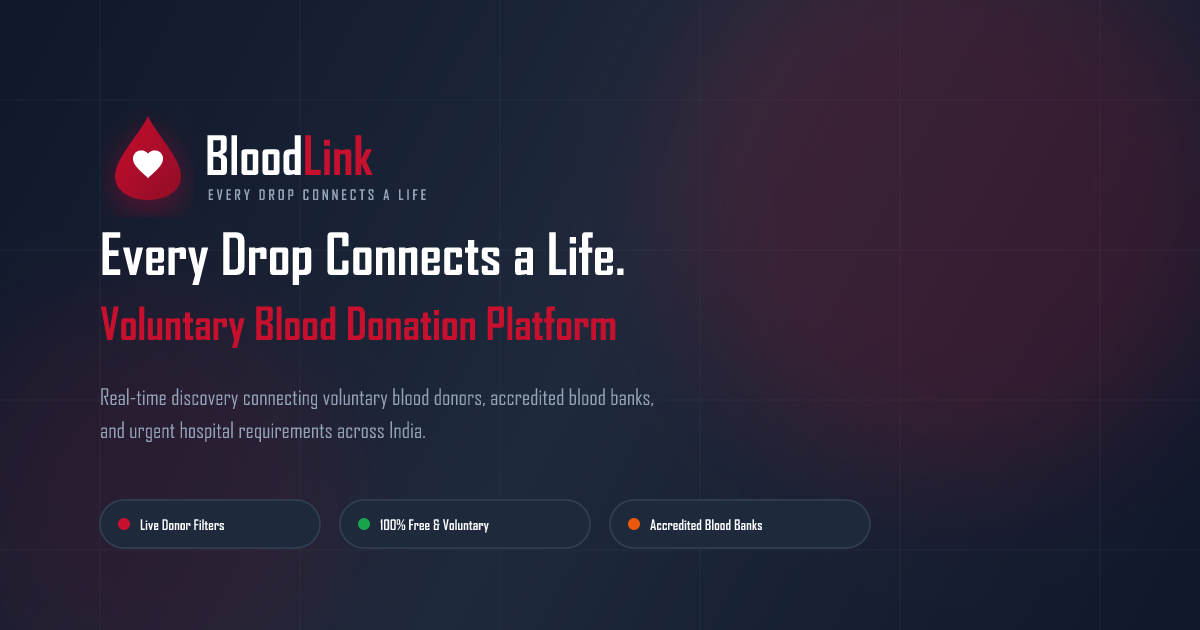 BloodLink
EVERY DROP CONNECTS A LIFE
Every Drop Connects a Life.
Voluntary Blood Donation Platform
Real-time discovery connecting voluntary blood donors, accredited blood banks,
and urgent hospital requirements across India.
Live Donor Filters
100% Free & Voluntary
Accredited Blood Banks